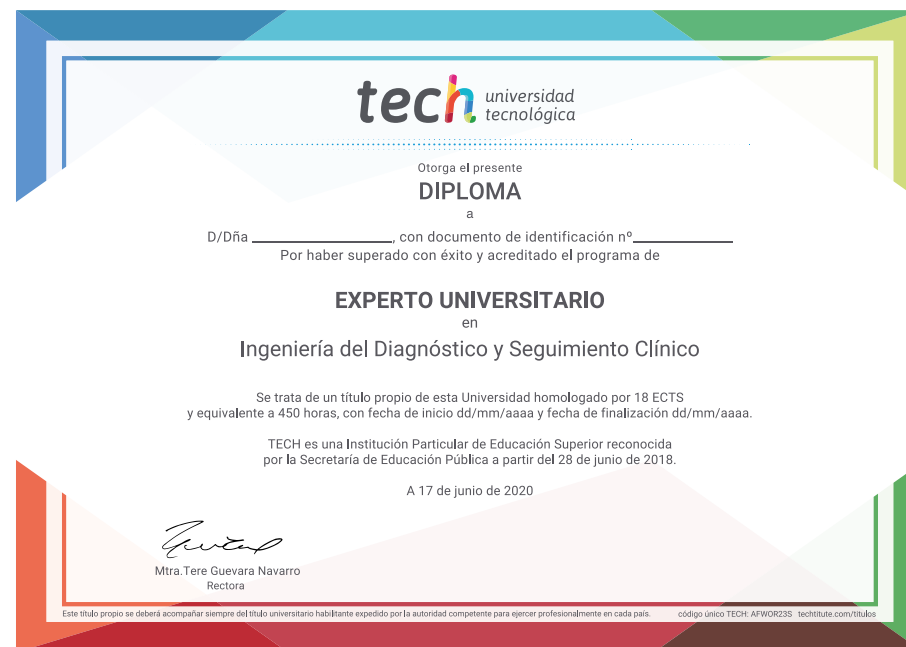 tech universidad
tecnológica
Otorga el presente
DIPLOMA
a
D/Dña ____________________, con documento de identificación nº______________
Por haber superado con éxito y acreditado el programa de
EXPERTO UNIVERSITARIO
en
Ingeniería del Diagnóstico y Seguimiento Clínico
Se trata de un título propio de esta Universidad homologado por 18 ECTS
y equivalente a 450 horas, con fecha de inicio dd/mm/aaaa y fecha de finalización dd/mm/aaaa.
TECH es una Institución Particular de Educación Superior reconocida
por la Secretaría de Educación Pública a partir del 28 de junio de 2018.
A 17 de junio de 2020
Mtra.Tere Guevara Navarro
Rectora
Este título propio se deberá acompañar siempre del título universitario habilitante expedido por la autoridad competente para ejercer profesionalmente en cada país. código único TECH: AFWOR23S techtitute.com/titulos